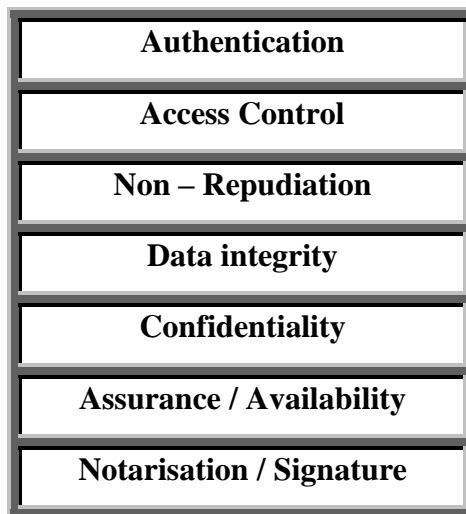 Authentication
Access Control
Non – Repudiation
Data integrity
Confidentiality
Assurance / Availability
Notarisation / Signature